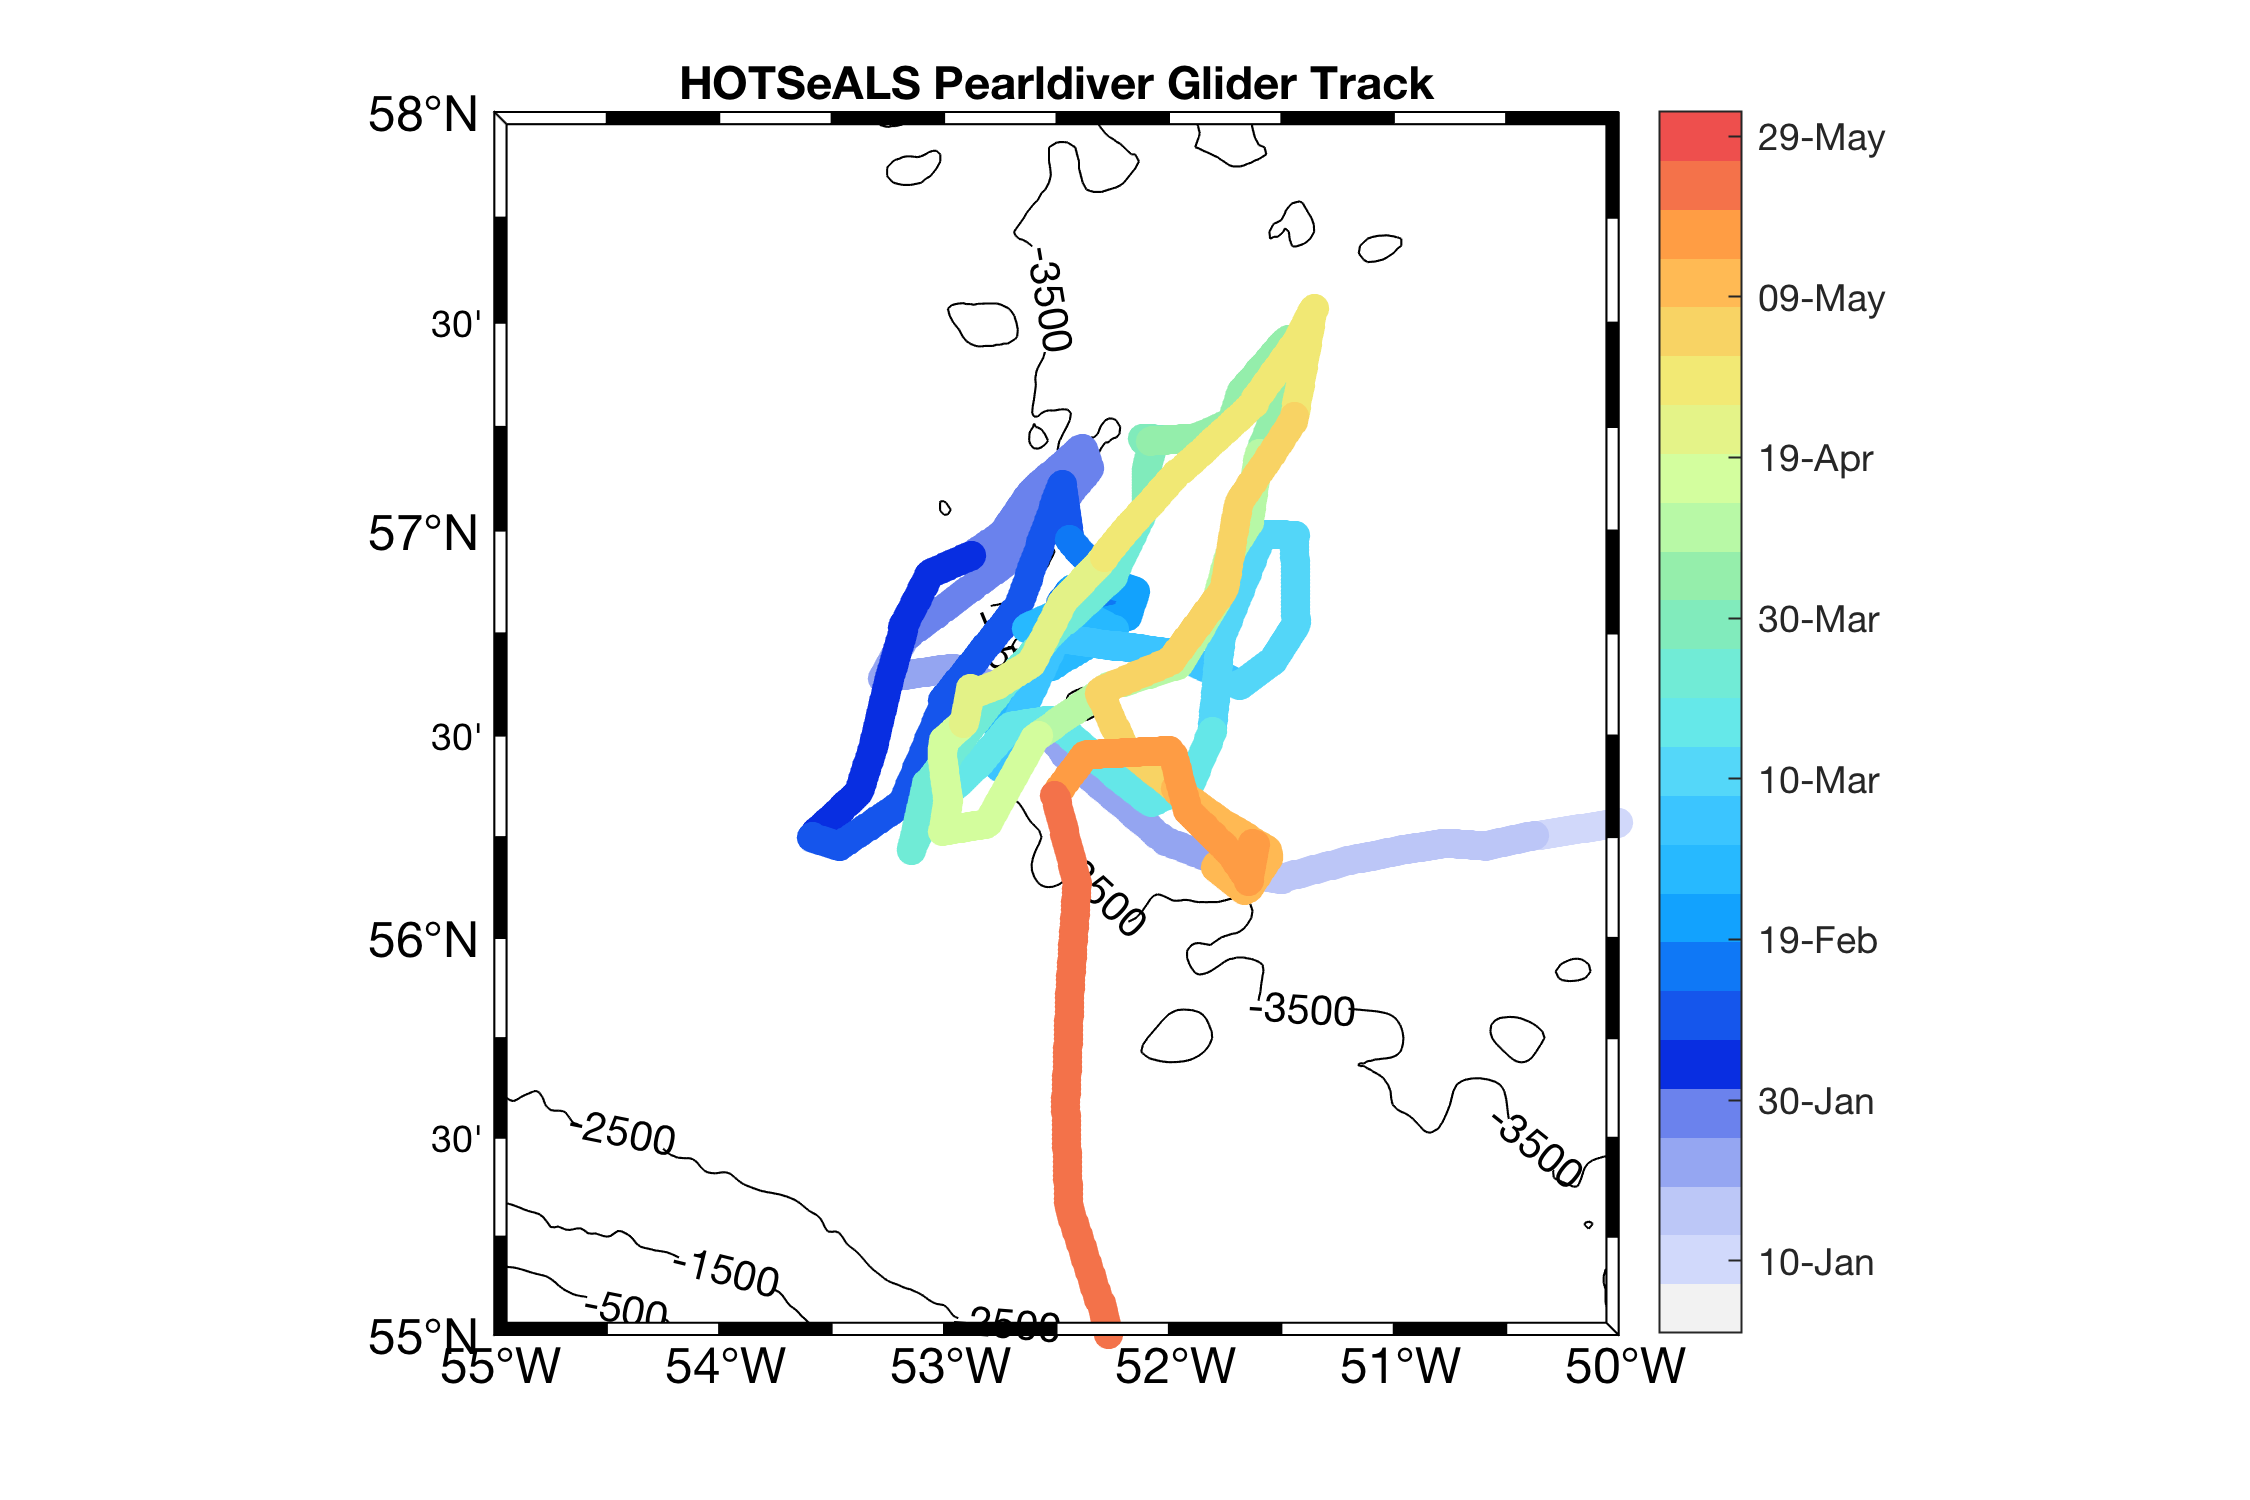 HOTSeALS Pearldiver Glider Track
58°N
30'
57°N
30'
56°N
30'
55°N
55°W
54°W
53°W
52°W
51°W
50°W
-3500
-3500
-3500
-2500
-1500
-500
2500
3500
29-May
09-May
19-Apr
30-Mar
10-Mar
19-Feb
30-Jan
10-Jan